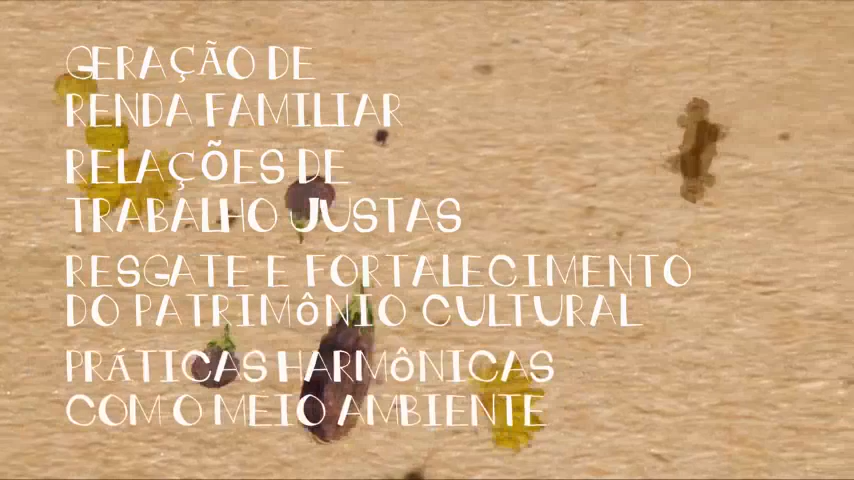 GERAÇÃO DE
RENDA FAMILIAR
RELAÇÕES DE
TRABALHO JUSTAS
RESGATE E FORTALECIMENTO
DO PATRIMÔNIO CULTURAL
PRÁTICAS HARMÔNICAS
COM O MEIO AMBIENTE